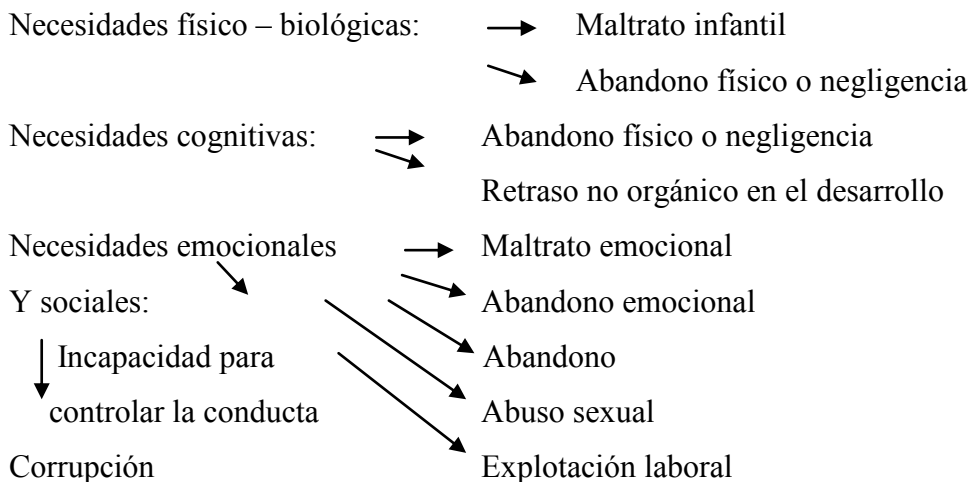 Necesidades físico – biológicas: Maltrato infantil
Abandono físico o negligencia
Necesidades cognitivas: Abandono físico o negligencia
Retraso no orgánico en el desarrollo
Necesidades emocionales Maltrato emocional
Y sociales: Abandono emocional
Incapacidad para Abandono
controlar la conducta Abuso sexual
Corrupción Explotación laboral